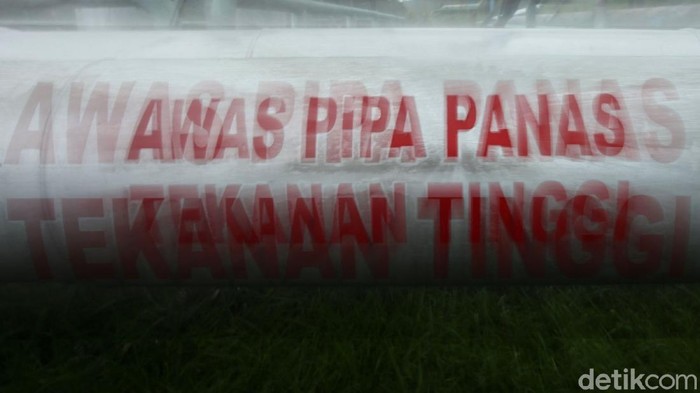 AWAS PIPA PANAS
TEKANAN TINGGI
detikcom